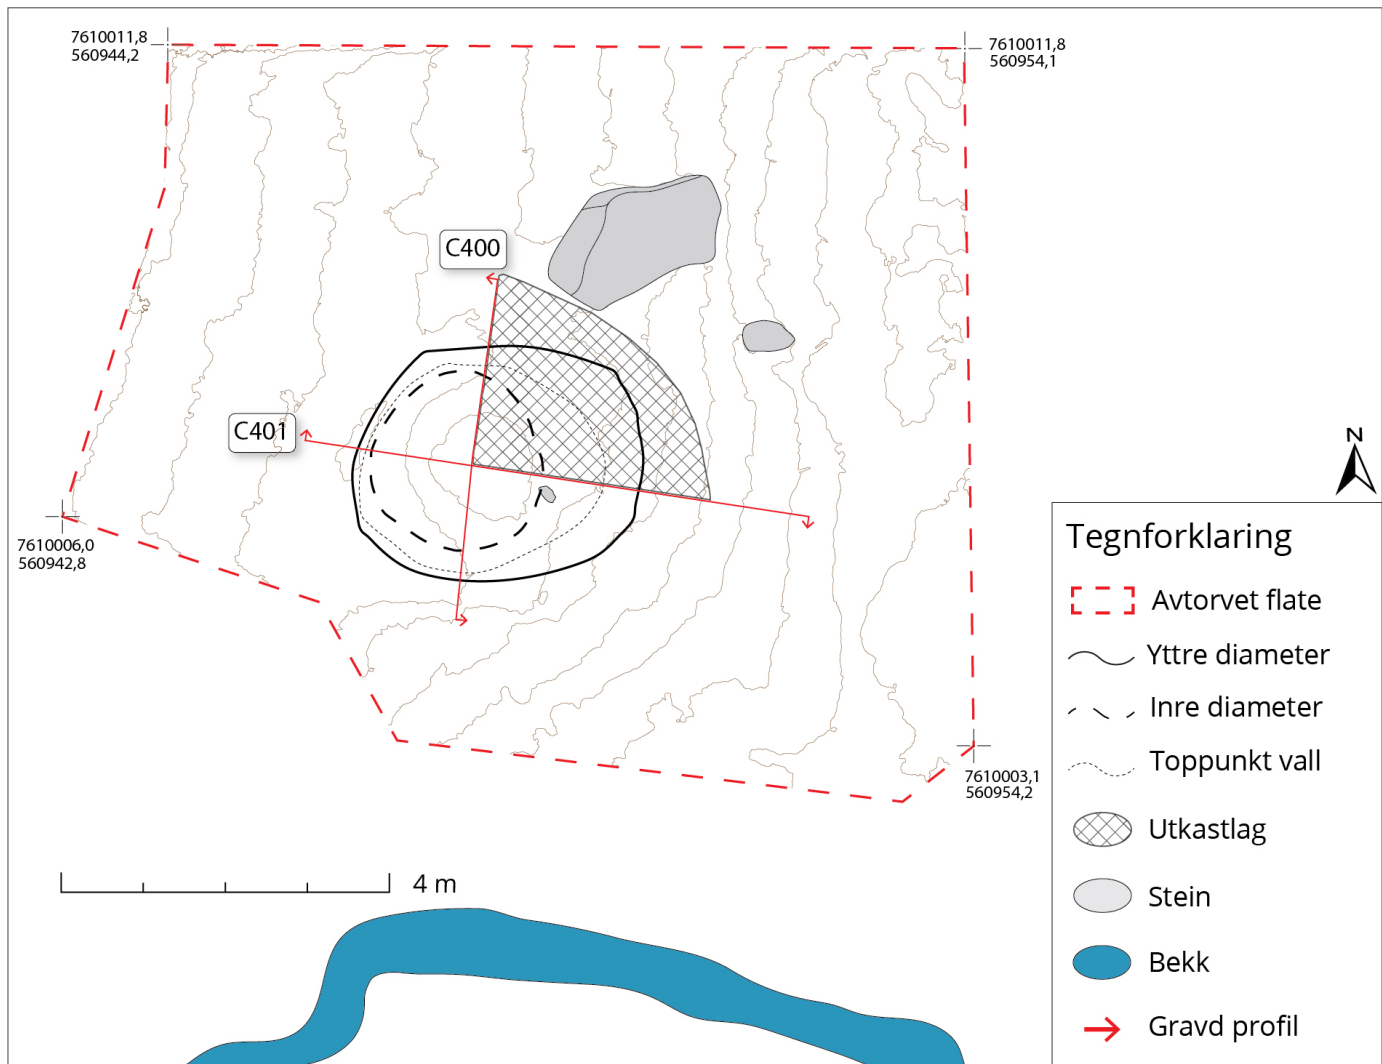 7610011,8
560944,2
7610011,8
560954,1
C400
C401
7610006,0
560942,8
N
7610003,1
560954,2
4 m
Tegnforklaring
Avtorvet flate
Yttre diameter
Inre diameter
Toppunkt vall
Utkastlag
Stein
Bekk
Gravd profil